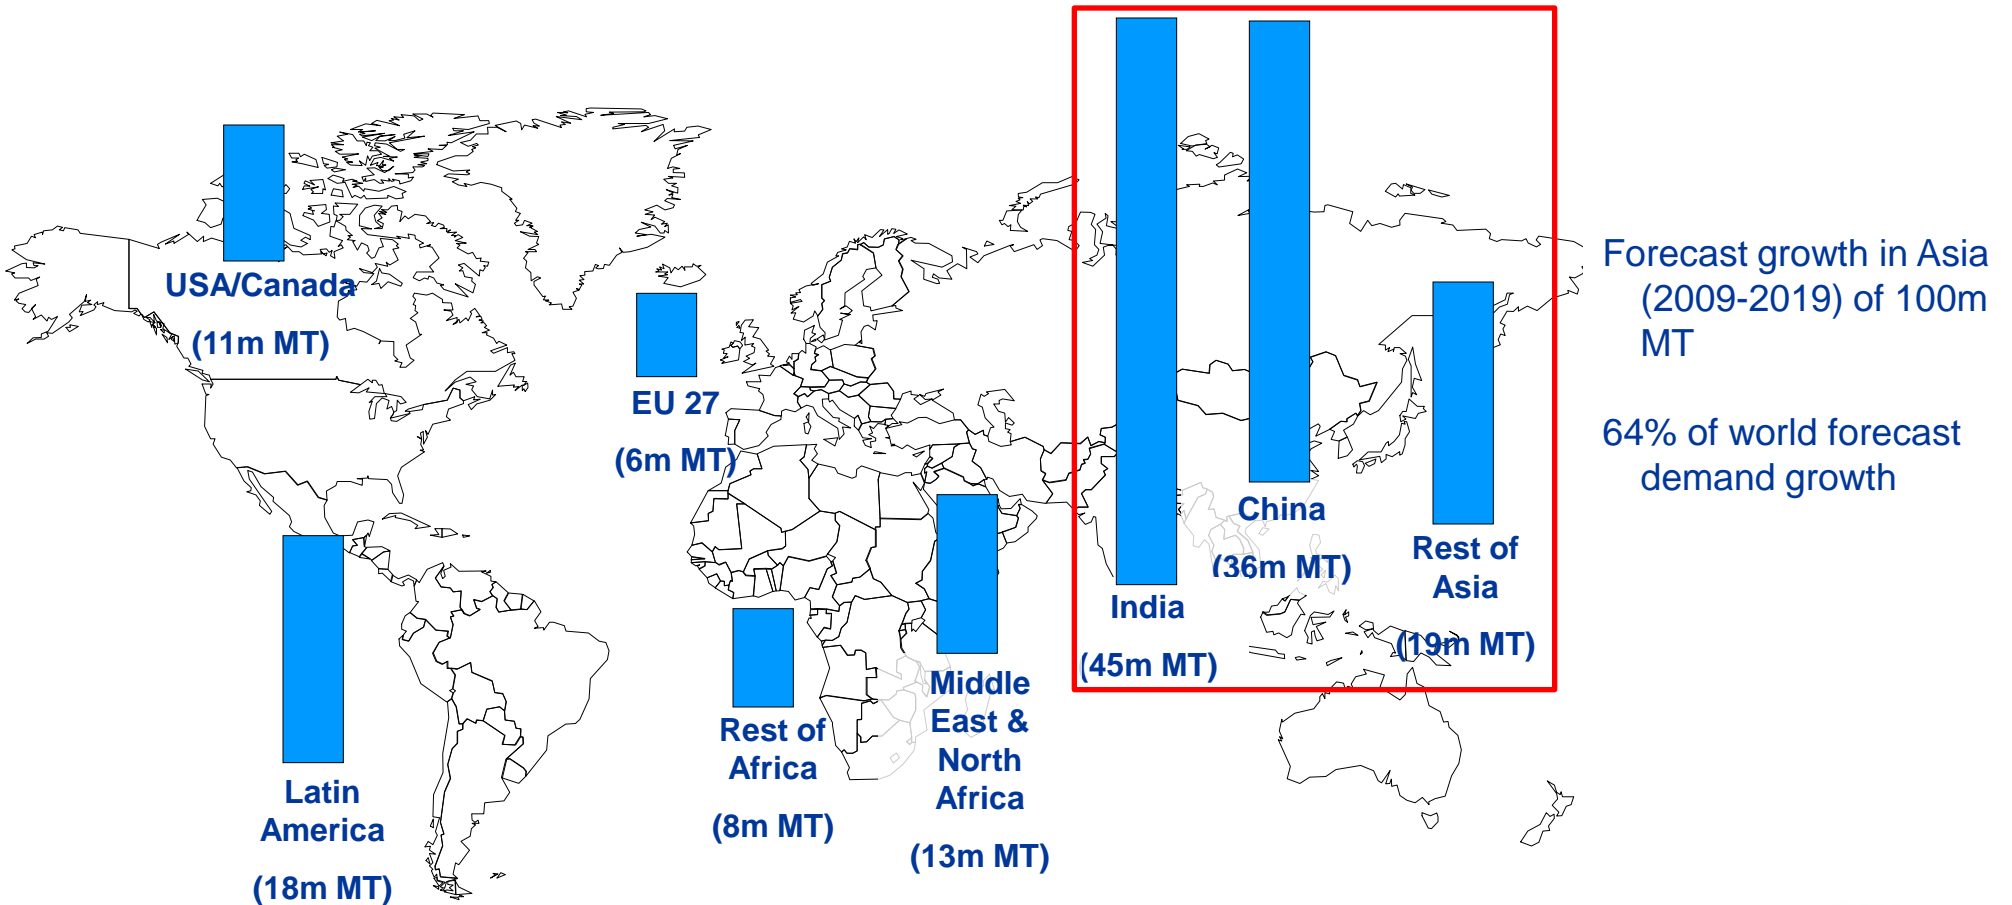 USA/Canada
(11m MT)
EU 27
(6m MT)
Latin
America
(18m MT)
Rest of
Africa
(8m MT)
Middle
East &
North
Africa
(13m MT)
India
(45m MT)
China
(36m MT)
Rest of
Asia
(19m MT)
Forecast growth in Asia
(2009-2019) of 100m
MT
64% of world forecast
demand growth